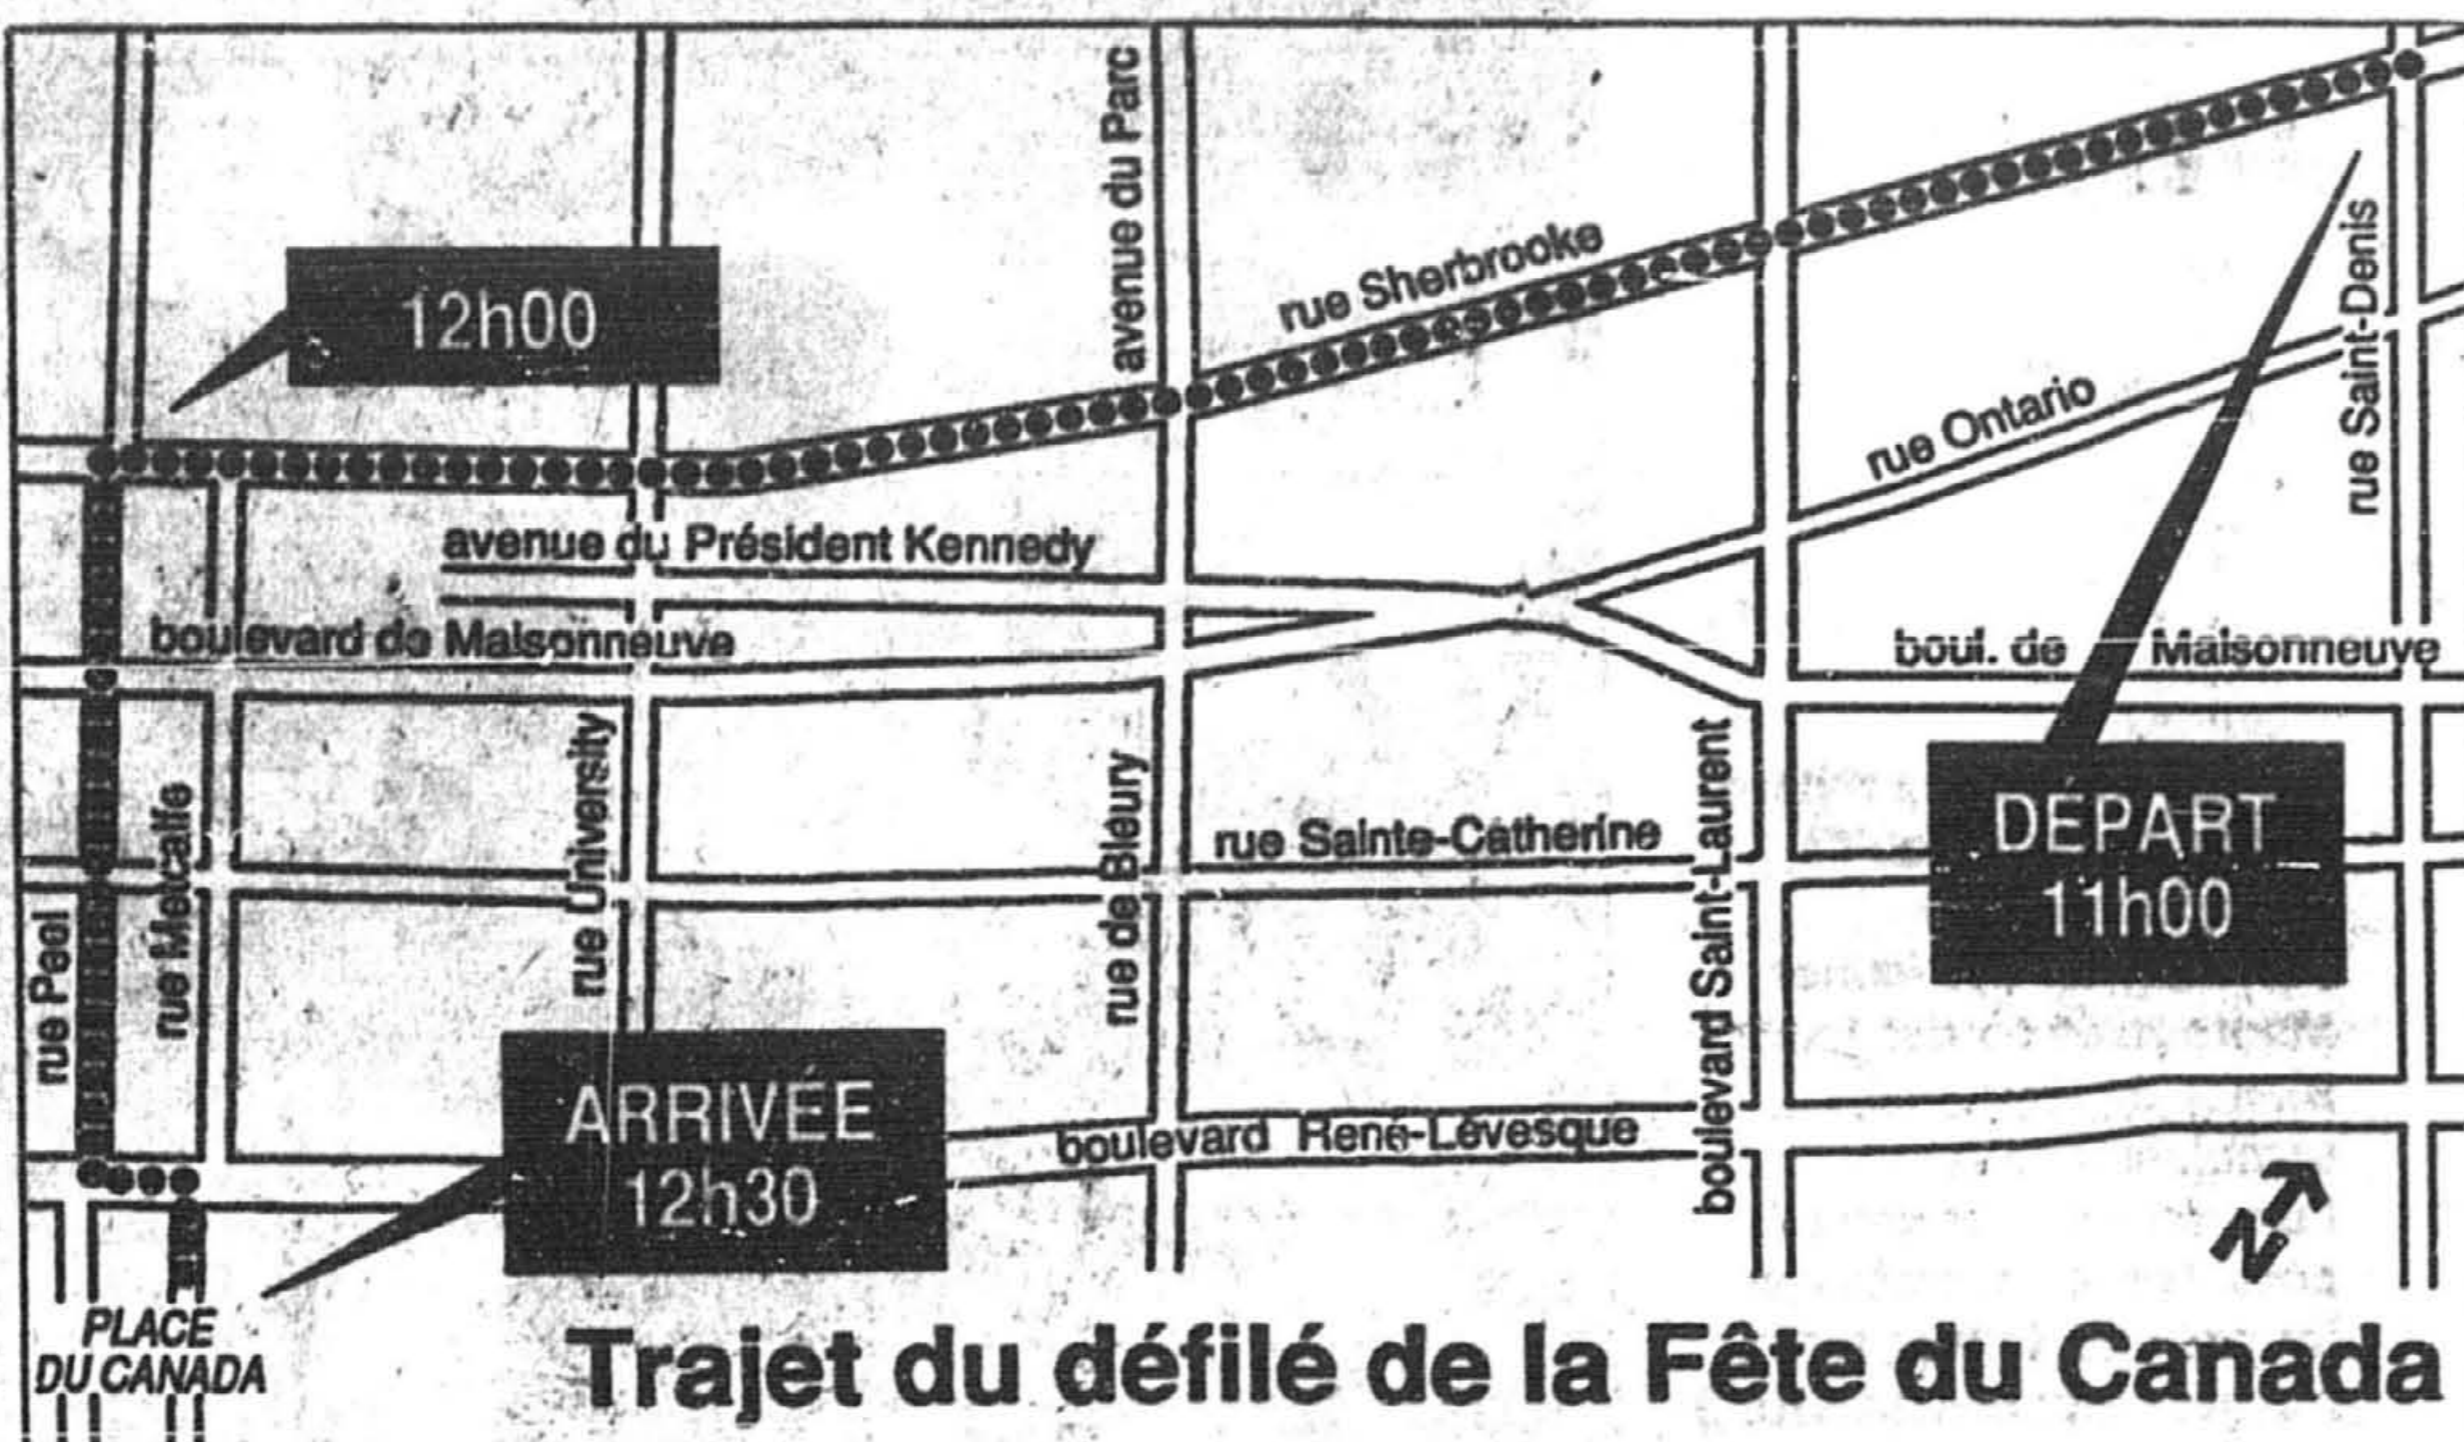 avenue du Parc
rue Sherbrooke
12h00
rue Saint-Denis
rue Ontario
avenue du Président Kennedy
boulevard de Maisonneuve
boul. de Maisonneuve
rue Peel
rue Metcalfe
rue University
rue de Bleury
rue Sainte-Catherine
boulevard Saint-Laurent
DÉPART
11h00
ARRIVÉE
12h30
boulevard René-Lévesque
N
PLACE
DU CANADA
Trajet du défilé de la Fête du Canada